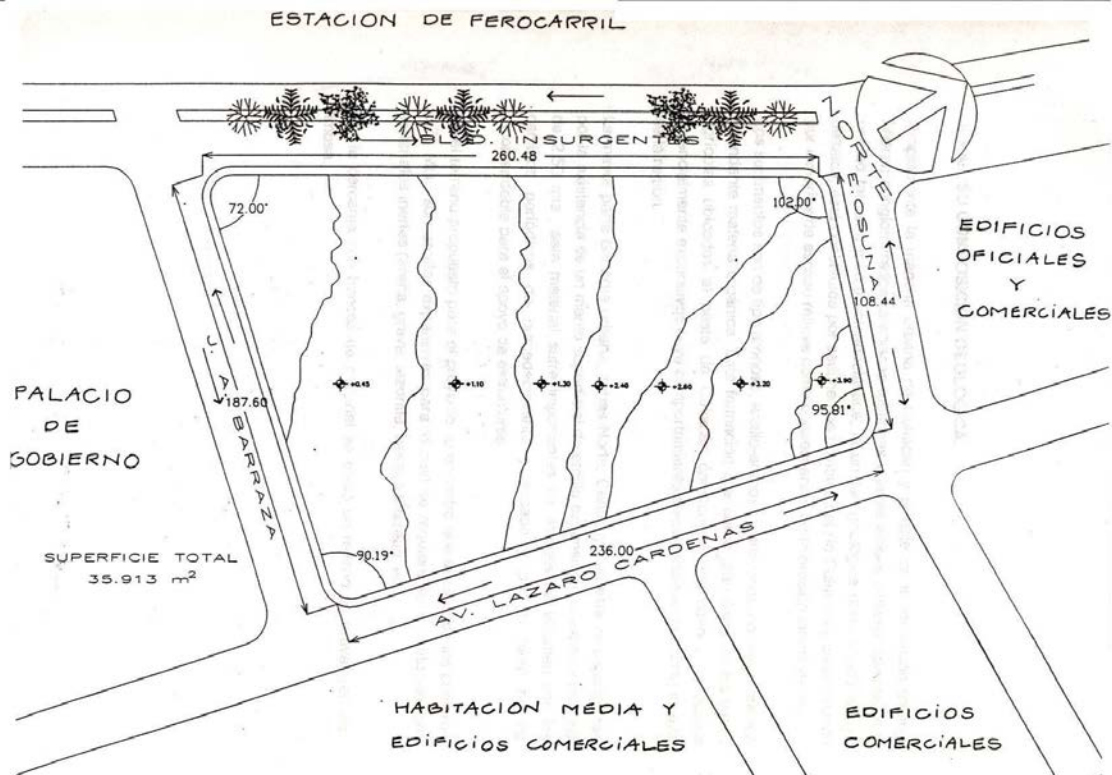 ESTACION DE FEROCARRIL
BLVD. INSURGENTES
260.48
NORTE
E. OSUNA
72.00°
102.00°
108.44
EDIFICIOS
OFICIALES
Y
COMERCIALES
PALACIO
DE
GOBIERNO
J. A. BARRAZA
187.60
+0.45
+1.10
+1.30
+2.40
+2.60
+3.20
+3.90
95.81°
90.19°
SUPERFICIE TOTAL
35.913 m²
236.00
AV. LAZARO CARDENAS
HABITACION MEDIA Y
EDIFICIOS COMERCIALES
EDIFICIOS
COMERCIALES